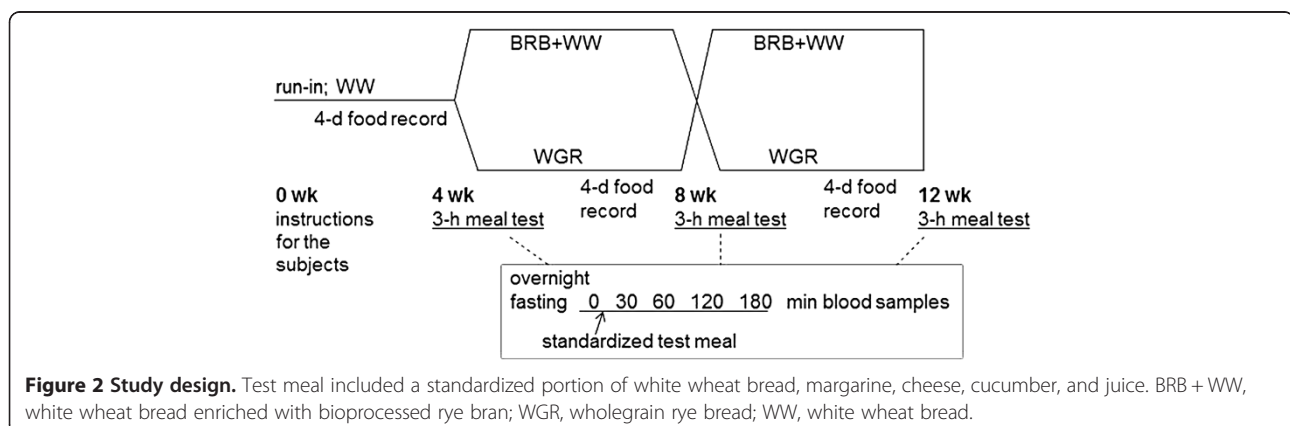 BRB+WW
BRB+WW
run-in; WW
4-d food record
WGR
WGR
4-d food
record
4-d food
record
0 wk
instructions
for the
subjects
4 wk
3-h meal test
8 wk
3-h meal test
12 wk
3-h meal test
overnight
fasting 0 30 60 120 180 min blood samples
standardized test meal
Figure 2 Study design. Test meal included a standardized portion of white wheat bread, margarine, cheese, cucumber, and juice. BRB + WW,
white wheat bread enriched with bioprocessed rye bran; WGR, wholegrain rye bread; WW, white wheat bread.